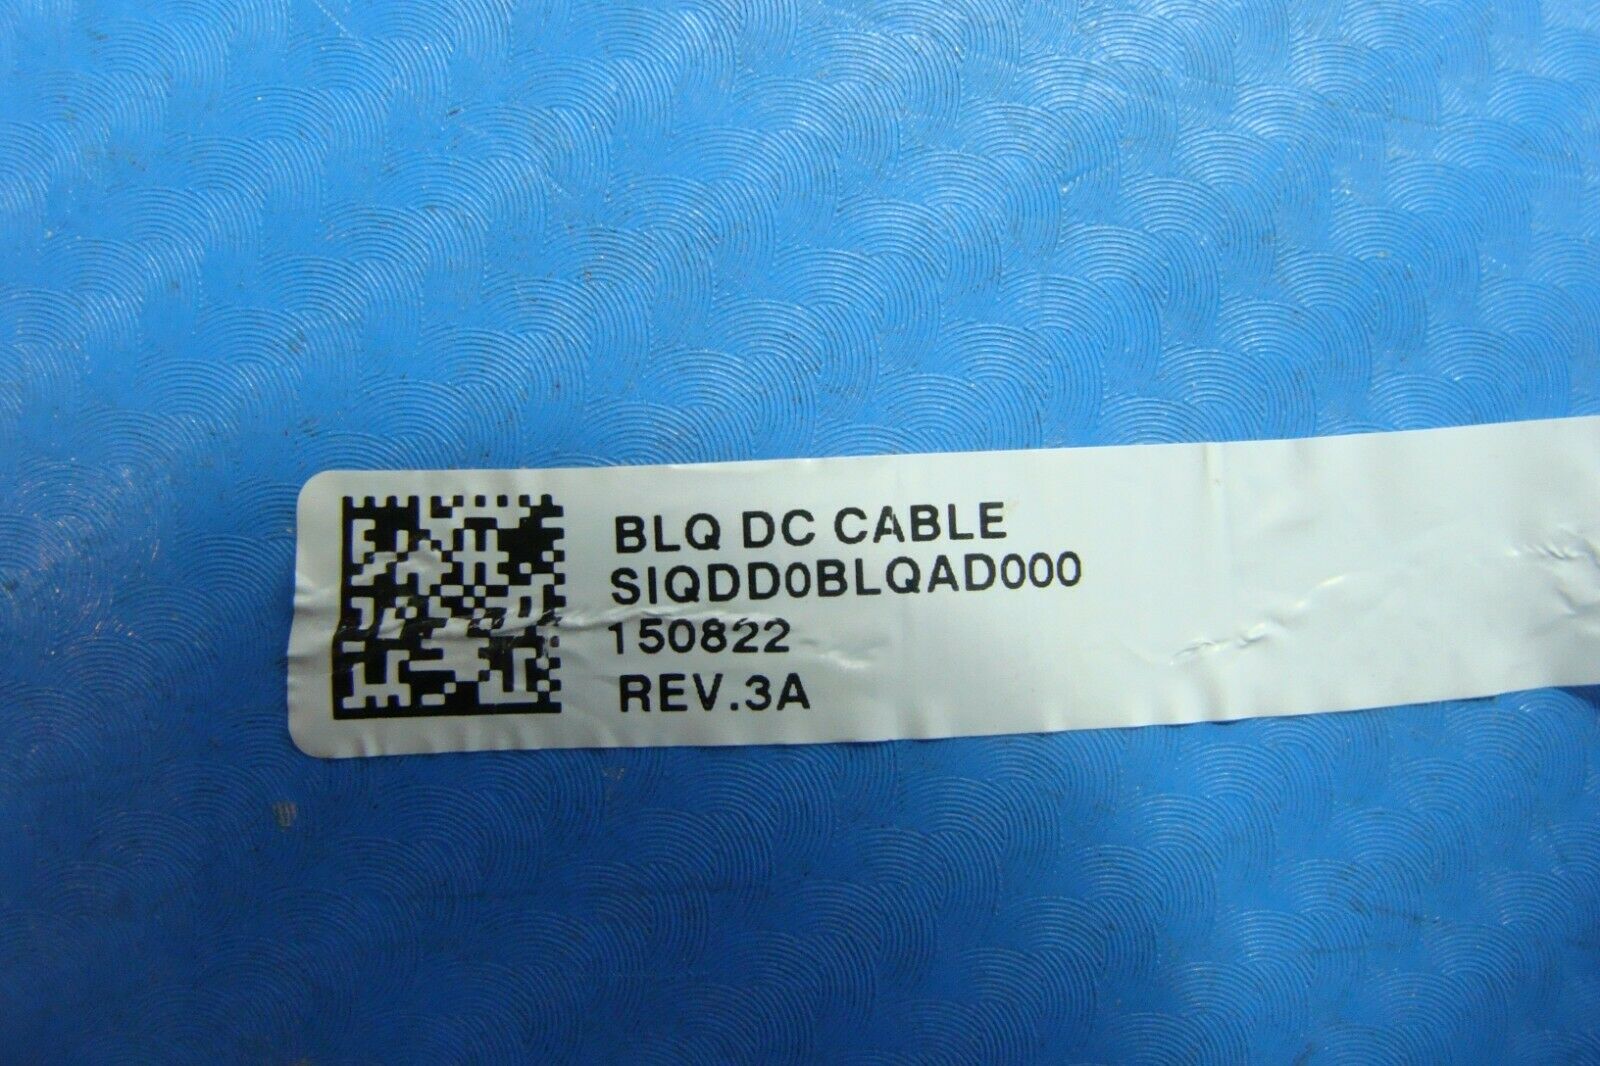 BLQ DC CABLE
SIQDD0BLQAD000
150822
REV.3A